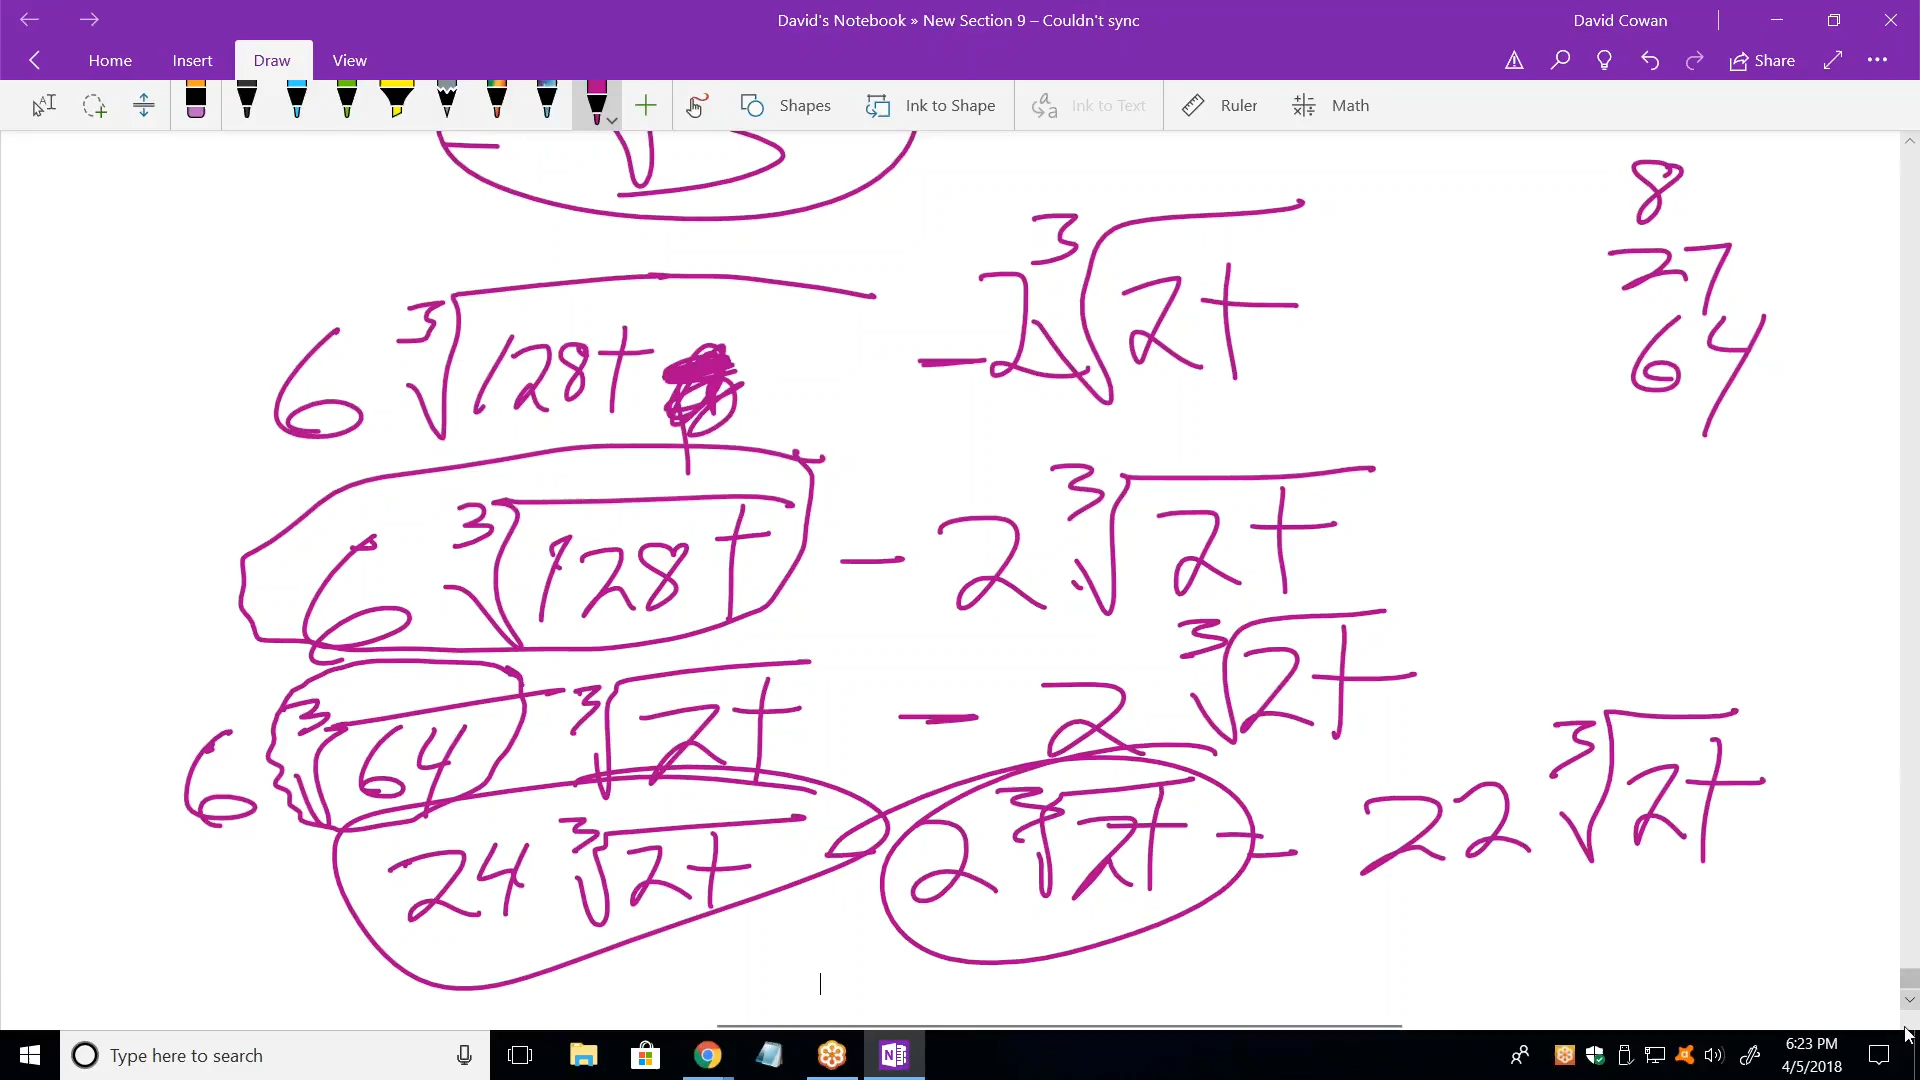 David's Notebook » New Section 9 – Couldn't sync
David Cowan
Home Insert Draw View
Share
Shapes Ink to Shape Ink to Text Ruler Math
8
27
64
6 ∛128t - 2 ∛2t
6 ∛128t - 2 ∛2t
6 ∛64 ∛2t - 2 ∛2t
24 ∛2t - 2 ∛2t = 22 ∛2t
Type here to search
6:23 PM
4/5/2018